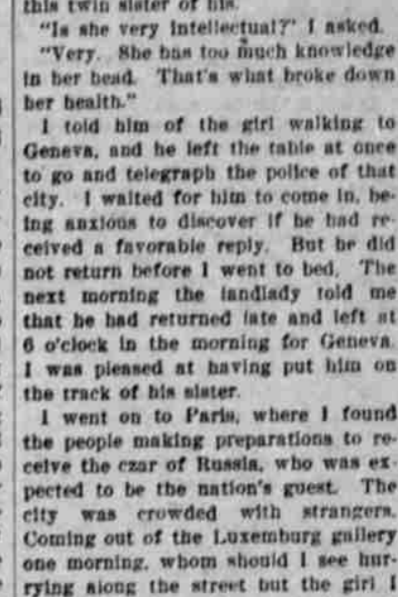 this twin sister of his.
"Is she very intellectual?" I asked.
"Very. She has too much knowledge
in her head. That's what broke down
her health."
I told him of the girl walking to
Geneva, and he left the table at once
to go and telegraph the police of that
city. I waited for him to come in, be-
ing anxious to discover if he had re-
ceived a favorable reply. But he did
not return before I went to bed. The
next morning the landlady told me
that he had returned late and left at
6 o'clock in the morning for Geneva.
I was pleased at having put him on
the track of his sister.
I went on to Paris, where I found
the people making preparations to re-
ceive the czar of Russia, who was ex-
pected to be the nation's guest. The
city was crowded with strangers.
Coming out of the Luxemburg gallery
one morning, whom should I see hur-
rying along the street but the girl I